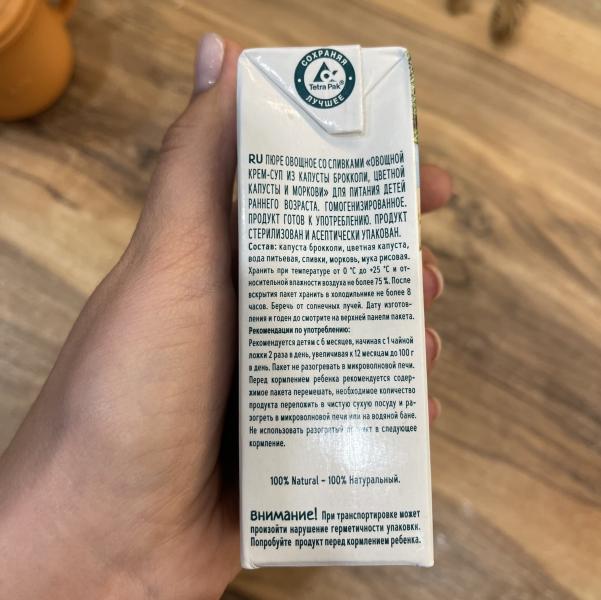 СОХРАНЯЯ
Tetra Pak®
ЛУЧШЕЕ
RU ПЮРЕ ОВОЩНОЕ СО СЛИВКАМИ «ОВОЩНОЙ
КРЕМ-СУП ИЗ КАПУСТЫ БРОККОЛИ, ЦВЕТНОЙ
КАПУСТЫ И МОРКОВИ» ДЛЯ ПИТАНИЯ ДЕТЕЙ
РАННЕГО ВОЗРАСТА. ГОМОГЕНИЗИРОВАННОЕ.
ПРОДУКТ ГОТОВ К УПОТРЕБЛЕНИЮ. ПРОДУКТ
СТЕРИЛИЗОВАН И АСЕПТИЧЕСКИ УПАКОВАН.
Состав: капуста брокколи, цветная капуста,
вода питьевая, сливки, морковь, мука рисовая.
Хранить при температуре от 0 °С до +25 °С и от-
носительной влажности воздуха не более 75 %. После
вскрытия пакет хранить в холодильнике не более 8
часов. Беречь от солнечных лучей. Дату изготов-
ления и годен до смотрите на верхней панели пакета.
Рекомендации по употреблению:
Рекомендуется детям с 6 месяцев, начиная с 1 чайной
ложки 2 раза в день, увеличивая к 12 месяцам до 100 г
в день. Пакет не разогревать в микроволновой печи.
Перед кормлением ребенка рекомендуется содер-
жимое пакета перемешать, необходимое количество
продукта переложить в чистую сухую посуду и ра-
зогреть в микроволновой печи или на водяной бане.
Не использовать разогретый продукт в следующее
кормление.
100% Natural – 100% Натуральный.
Внимание! При транспортировке может
произойти нарушение герметичности упаковки.
Попробуйте продукт перед кормлением ребенка.